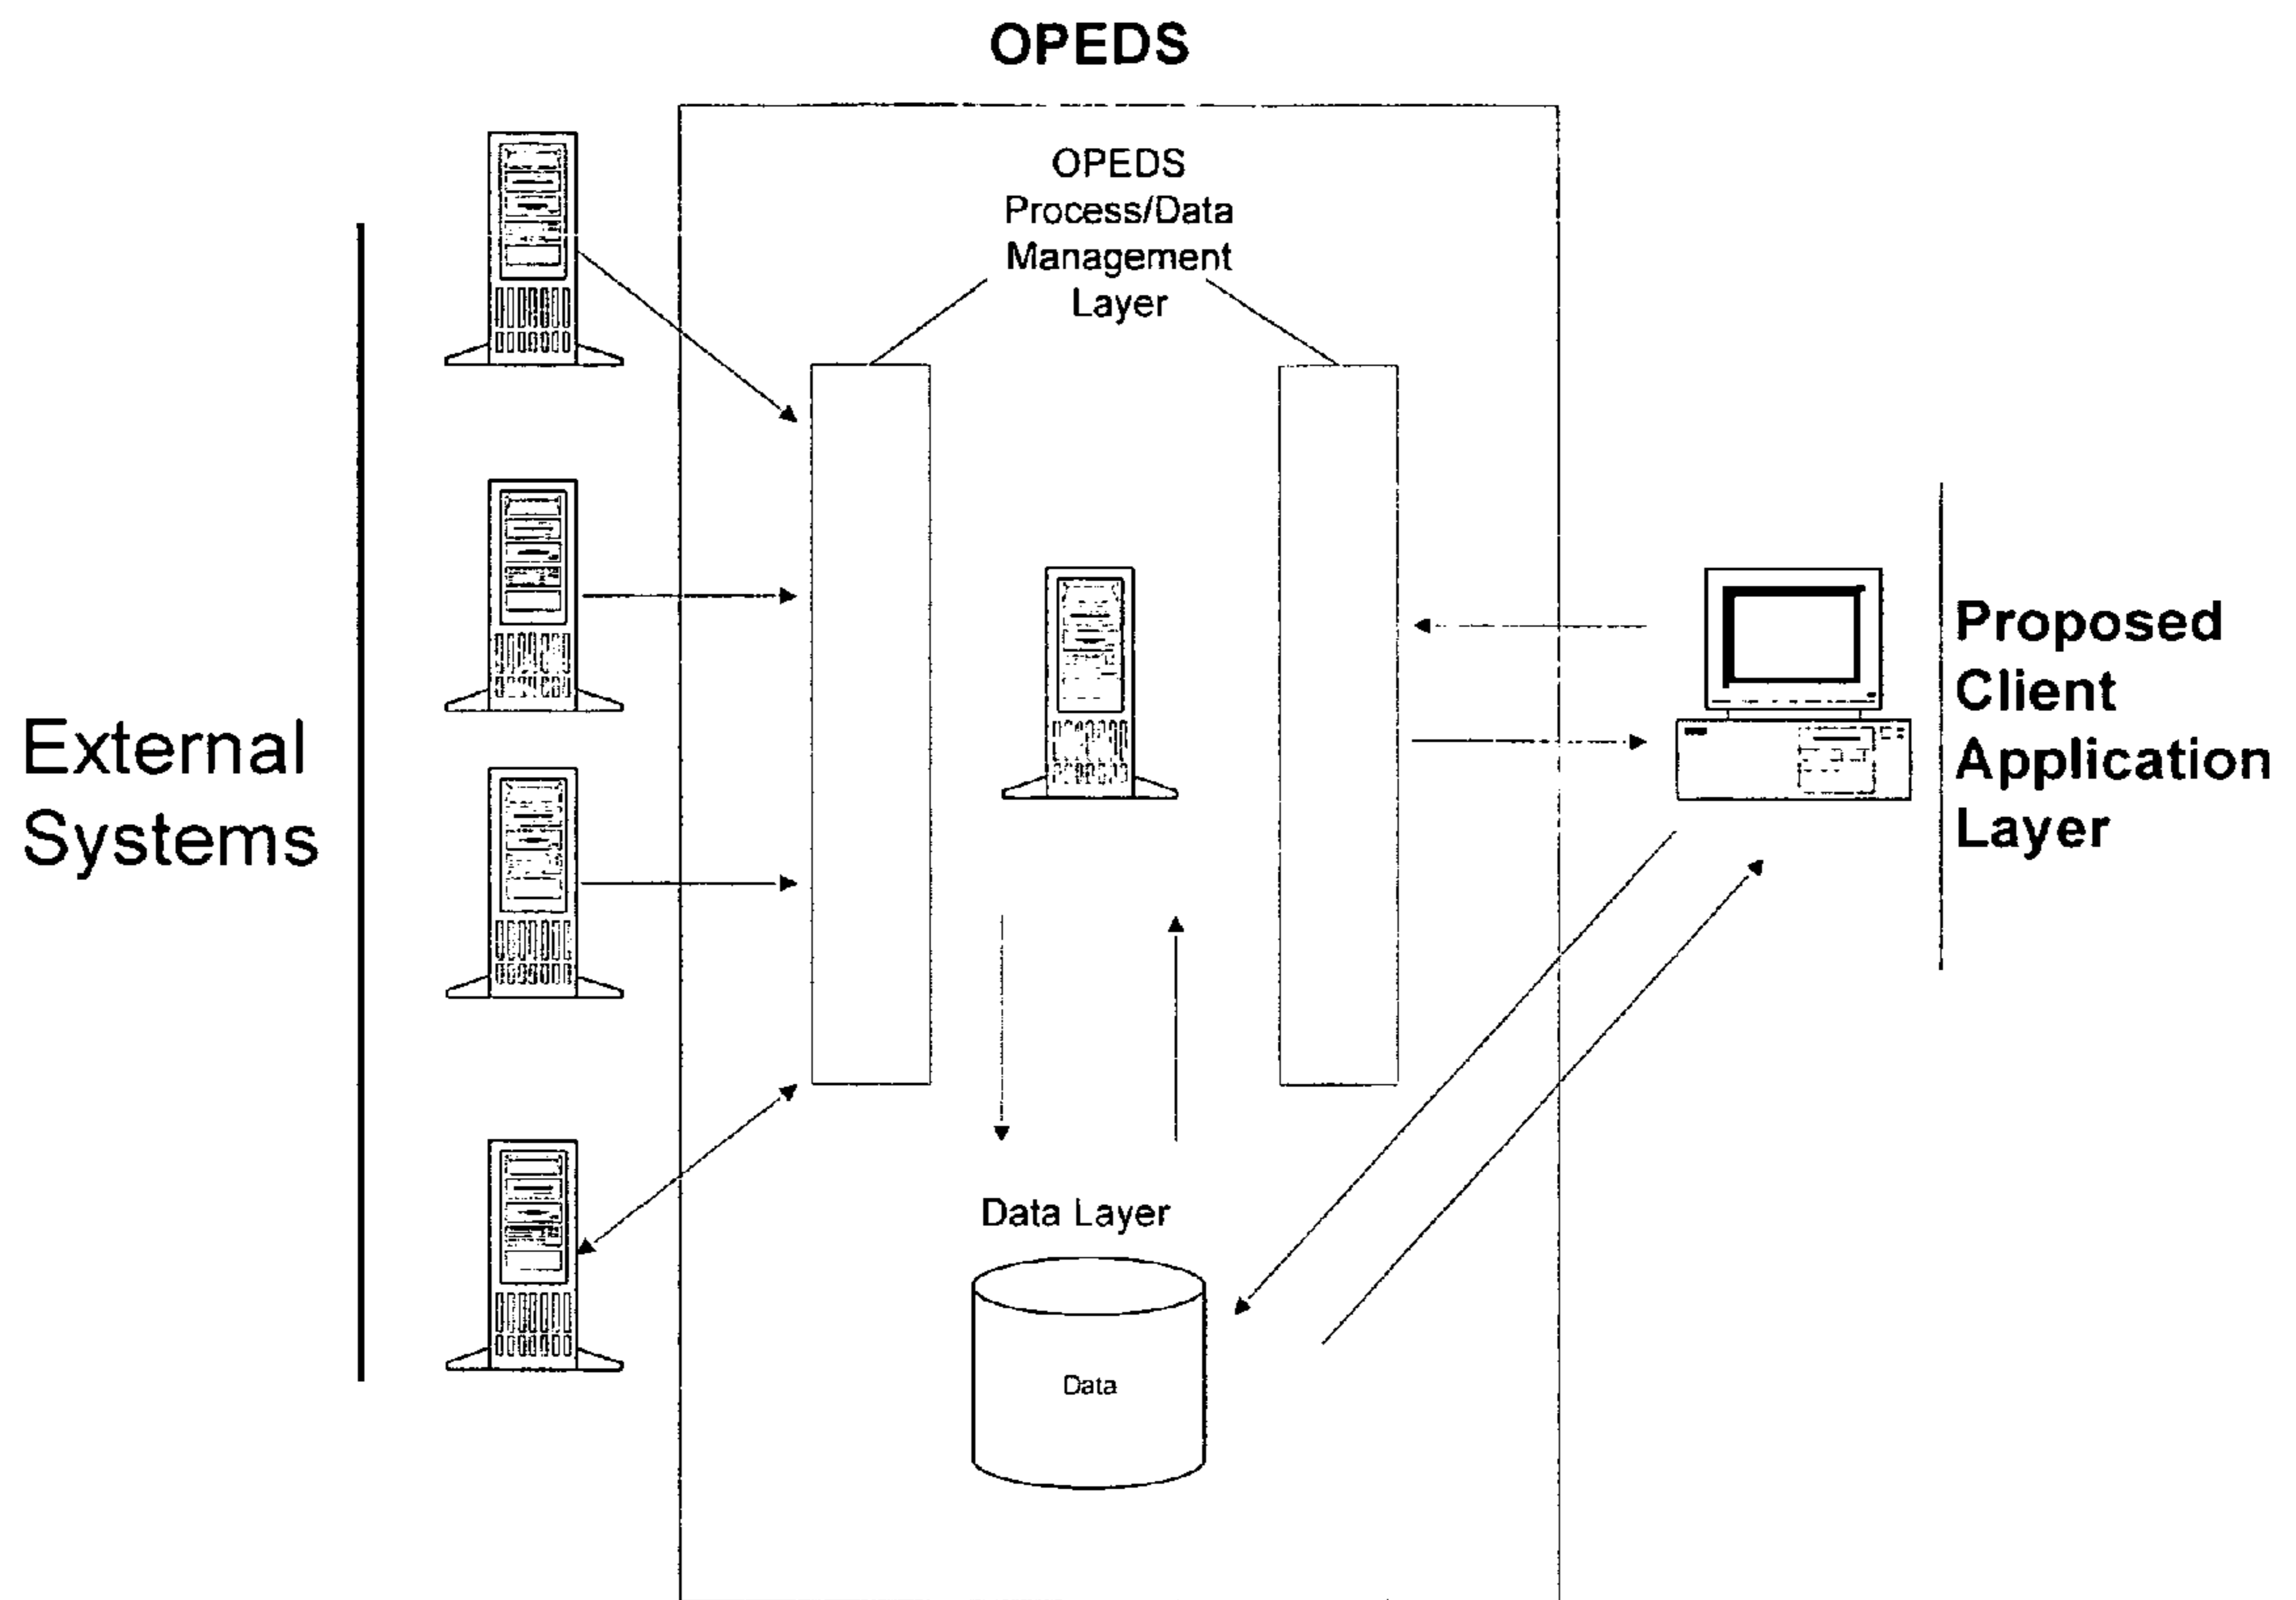 OPEDS
OPEDS
Process/Data
Management
Layer
External
Systems
Proposed
Client
Application
Layer
Data Layer
Data